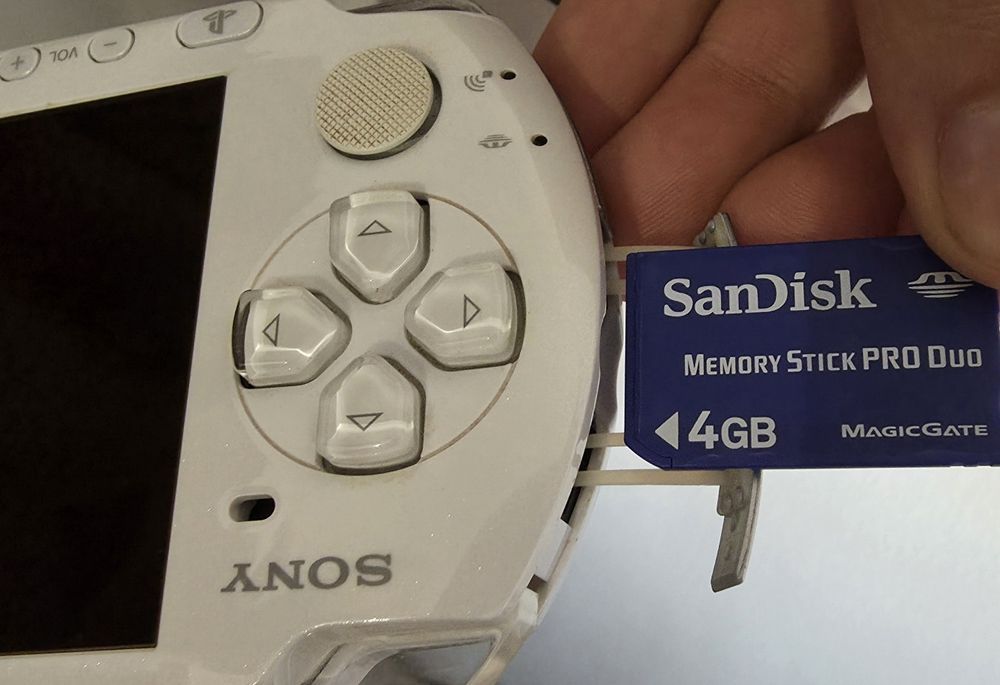 + VOL -
SanDisk
MEMORY STICK PRO DUO
4GB MAGICGATE
SONY